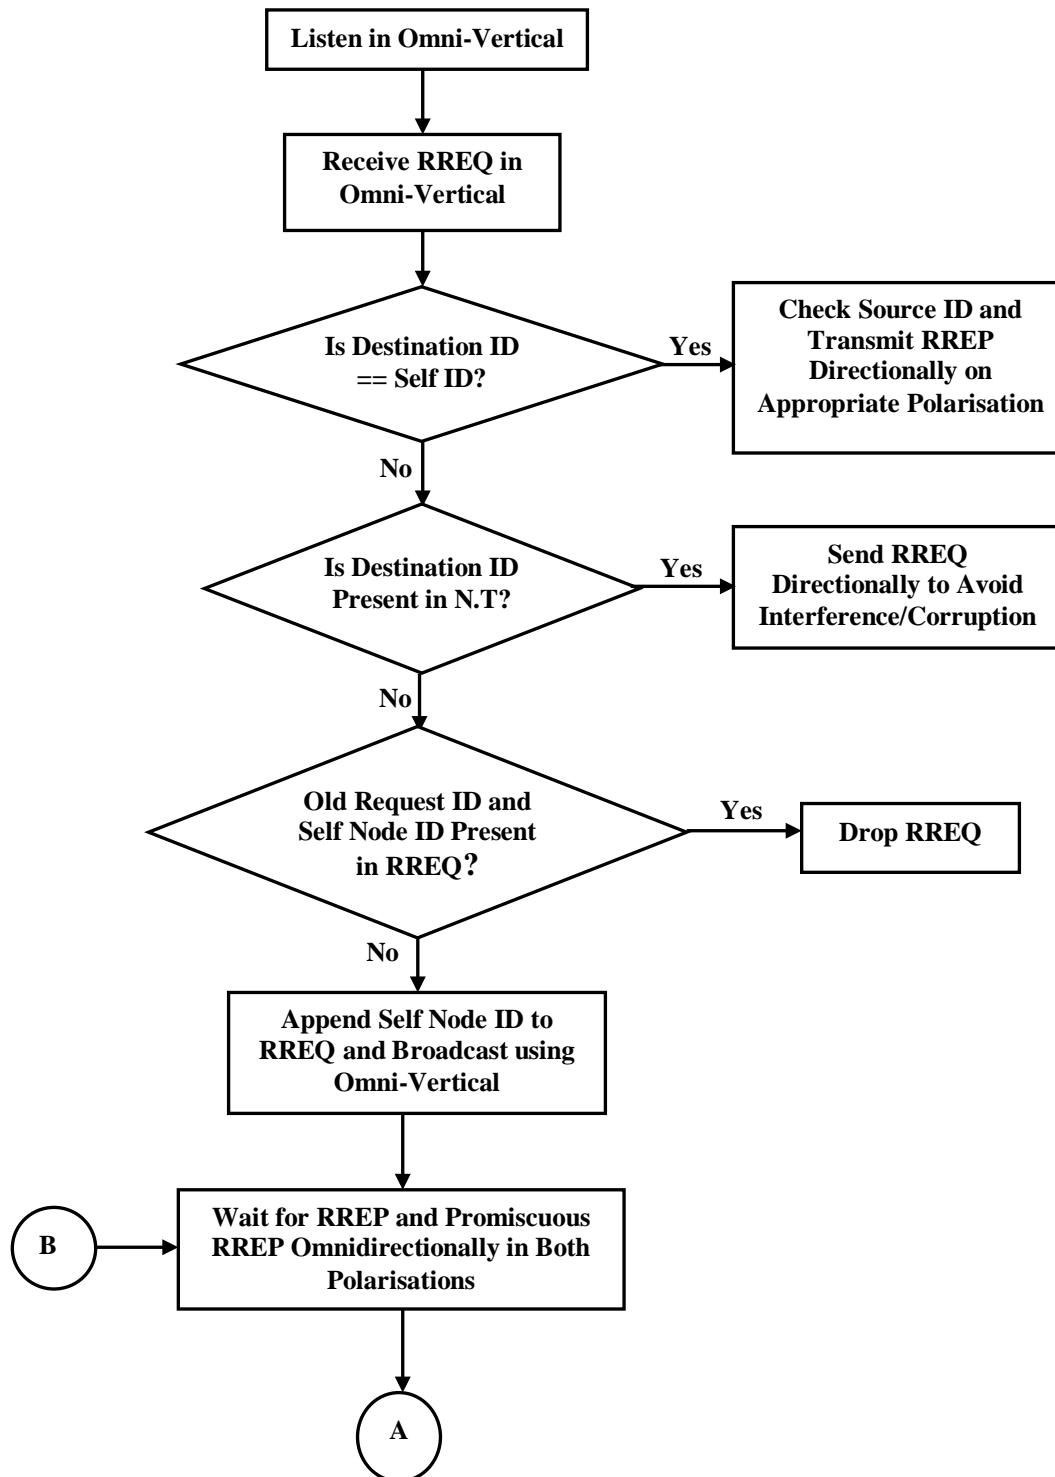 Listen in Omni-Vertical
Receive RREQ in
Omni-Vertical
Is Destination ID
== Self ID?
Yes
Check Source ID and
Transmit RREP
Directionally on
Appropriate Polarisation
No
Is Destination ID
Present in N.T?
Yes
Send RREQ
Directionally to Avoid
Interference/Corruption
No
Old Request ID and
Self Node ID Present
in RREQ?
Yes
Drop RREQ
No
Append Self Node ID to
RREQ and Broadcast using
Omni-Vertical
B
Wait for RREP and Promiscuous
RREP Omnidirectionally in Both
Polarisations
A